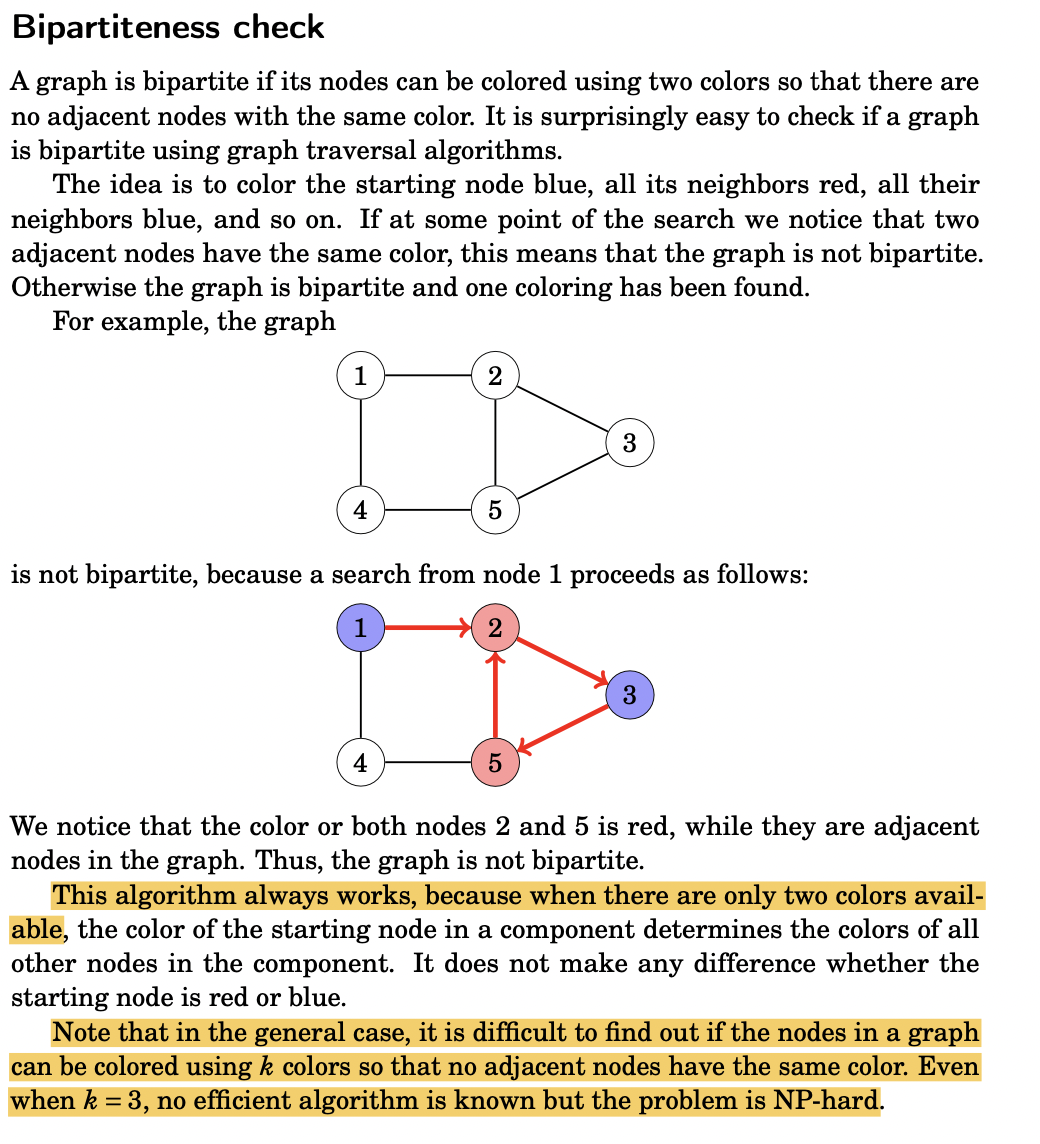 Bipartiteness check
A graph is bipartite if its nodes can be colored using two colors so that there are
no adjacent nodes with the same color. It is surprisingly easy to check if a graph
is bipartite using graph traversal algorithms.
The idea is to color the starting node blue, all its neighbors red, all their
neighbors blue, and so on. If at some point of the search we notice that two
adjacent nodes have the same color, this means that the graph is not bipartite.
Otherwise the graph is bipartite and one coloring has been found.
For example, the graph
1 2
3
4 5
is not bipartite, because a search from node 1 proceeds as follows:
1 2
3
4 5
We notice that the color or both nodes 2 and 5 is red, while they are adjacent
nodes in the graph. Thus, the graph is not bipartite.
This algorithm always works, because when there are only two colors avail-
able, the color of the starting node in a component determines the colors of all
other nodes in the component. It does not make any difference whether the
starting node is red or blue.
Note that in the general case, it is difficult to find out if the nodes in a graph
can be colored using k colors so that no adjacent nodes have the same color. Even
when k = 3, no efficient algorithm is known but the problem is NP-hard.